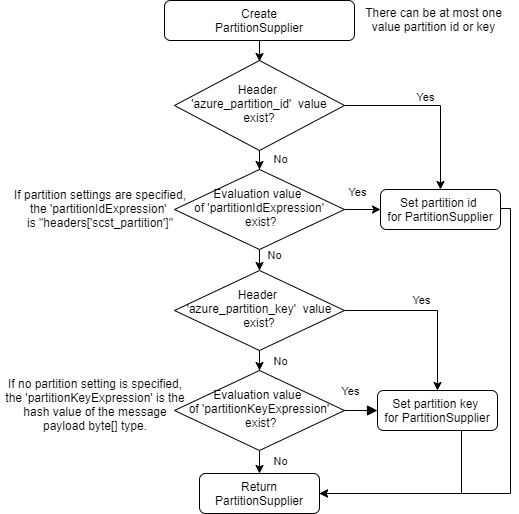 Create
PartitionSupplier
There can be at most one
value partition id or key
Header
'azure_partition_id' value
exist?
Yes
No
If partition settings are specified,
the 'partitionIdExpression'
is "headers['scst_partition']"
Evaluation value
of 'partitionIdExpression'
exist?
Yes
Set partition id
for PartitionSupplier
No
Header
'azure_partition_key' value
exist?
Yes
No
If no partition setting is specified,
the 'partitionKeyExpression' is the
hash value of the message
payload byte[] type.
Evaluation value
of 'partitionKeyExpression'
exist?
Yes
Set partition key
for PartitionSupplier
No
Return
PartitionSupplier